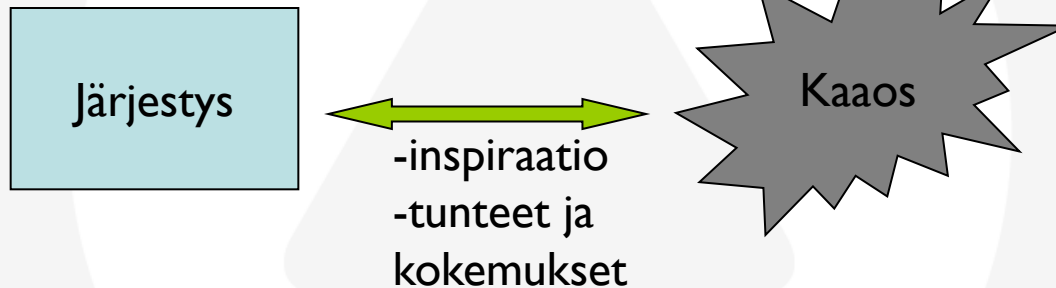 Järjestys
Kaaos
-inspiraatio
-tunteet ja
kokemukset